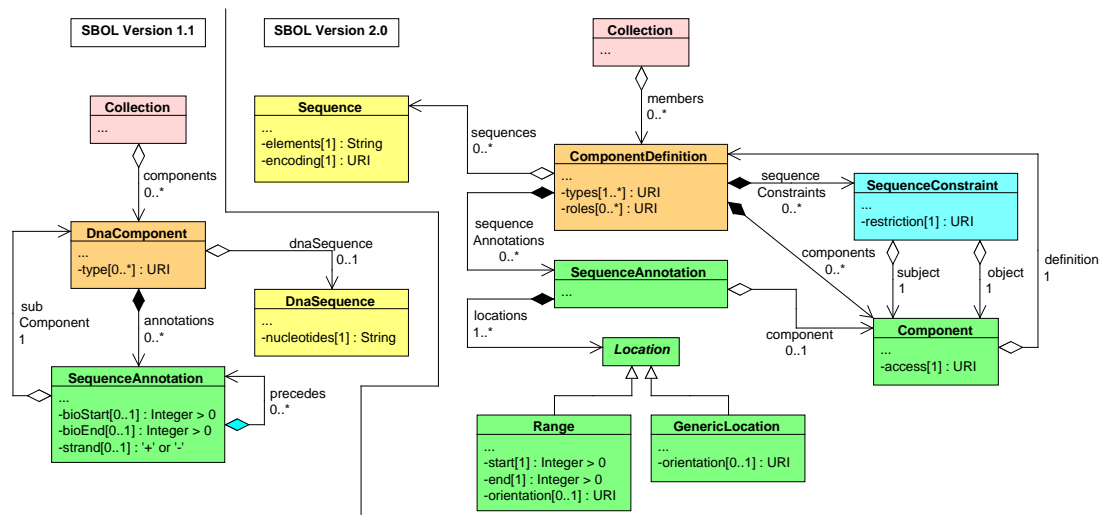 SBOL Version 1.1
SBOL Version 2.0
Collection
...
components
0..*
DnaComponent
...
-type[0..*] : URI
dnaSequence
0..1
DnaSequence
...
-nucleotides[1] : String
sub
Component
1
annotations
0..*
SequenceAnnotation
...
-bioStart[0..1] : Integer > 0
-bioEnd[0..1] : Integer > 0
-strand[0..1] : '+' or '-'
precedes
0..*
Collection
...
members
0..*
Sequence
...
-elements[1] : String
-encoding[1] : URI
sequences
0..*
ComponentDefinition
...
-types[1..*] : URI
-roles[0..*] : URI
sequence
Constraints
0..*
SequenceConstraint
...
-restriction[1] : URI
sequence
Annotations
0..*
SequenceAnnotation
...
components
0..*
subject
1
object
1
definition
1
locations
1..*
component
0..1
Component
...
-access[1] : URI
Location
Range
...
-start[1] : Integer > 0
-end[1] : Integer > 0
-orientation[0..1] : URI
GenericLocation
...
-orientation[0..1] : URI